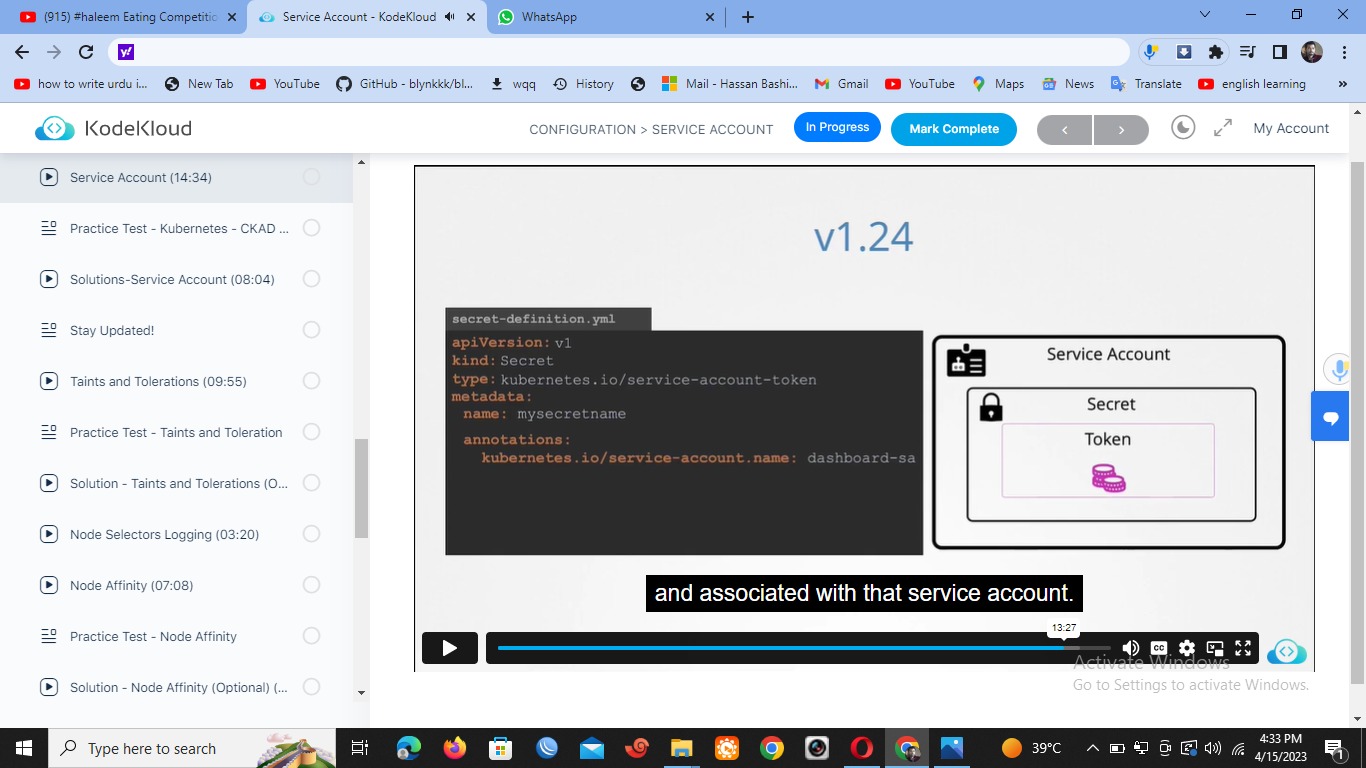 (915) #haleem Eating Competitio
Service Account - KodeKloud
WhatsApp
how to write urdu i...
New Tab
YouTube
GitHub - blynkkk/bl...
wqq
History
Mail - Hassan Bashi...
Gmail
YouTube
Maps
News
Translate
english learning
»
KodeKloud
CONFIGURATION > SERVICE ACCOUNT
In Progress
Mark Complete
My Account
Service Account (14:34)
Practice Test - Kubernetes - CKAD ...
Solutions-Service Account (08:04)
Stay Updated!
Taints and Tolerations (09:55)
Practice Test - Taints and Toleration
Solution - Taints and Tolerations (O...
Node Selectors Logging (03:20)
Node Affinity (07:08)
Practice Test - Node Affinity
Solution - Node Affinity (Optional) (...
v1.24
secret-definition.yml
apiVersion: v1
kind: Secret
type: kubernetes.io/service-account-token
metadata:
name: mysecretname
annotations:
kubernetes.io/service-account.name: dashboard-sa
Service Account
Secret
Token
and associated with that service account.
13:27
CC
Activate Windows
Go to Settings to activate Windows.
Type here to search
39°C
4:33 PM
4/15/2023
1